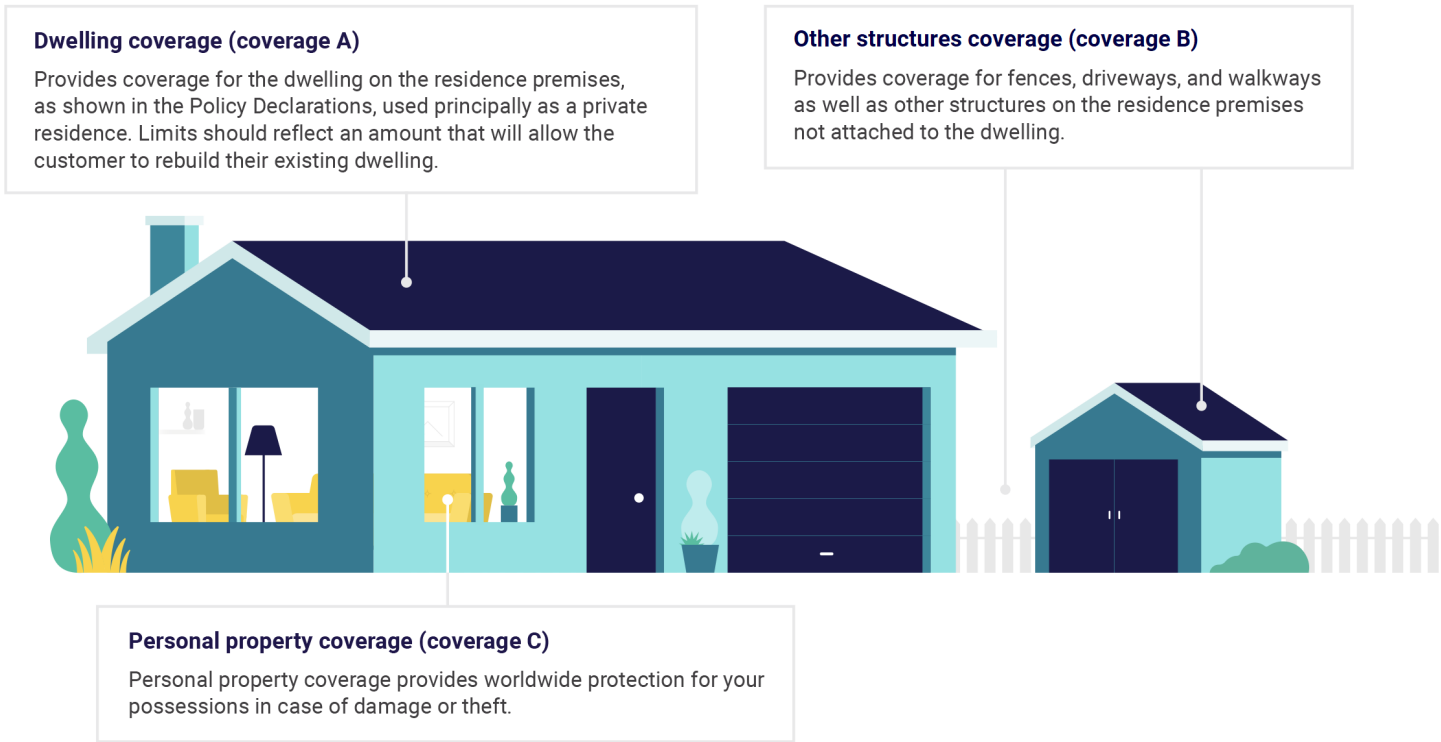 Dwelling coverage (coverage A)
Provides coverage for the dwelling on the residence premises,
as shown in the Policy Declarations, used principally as a private
residence. Limits should reflect an amount that will allow the
customer to rebuild their existing dwelling.
Other structures coverage (coverage B)
Provides coverage for fences, driveways, and walkways
as well as other structures on the residence premises
not attached to the dwelling.
Personal property coverage (coverage C)
Personal property coverage provides worldwide protection for your
possessions in case of damage or theft.